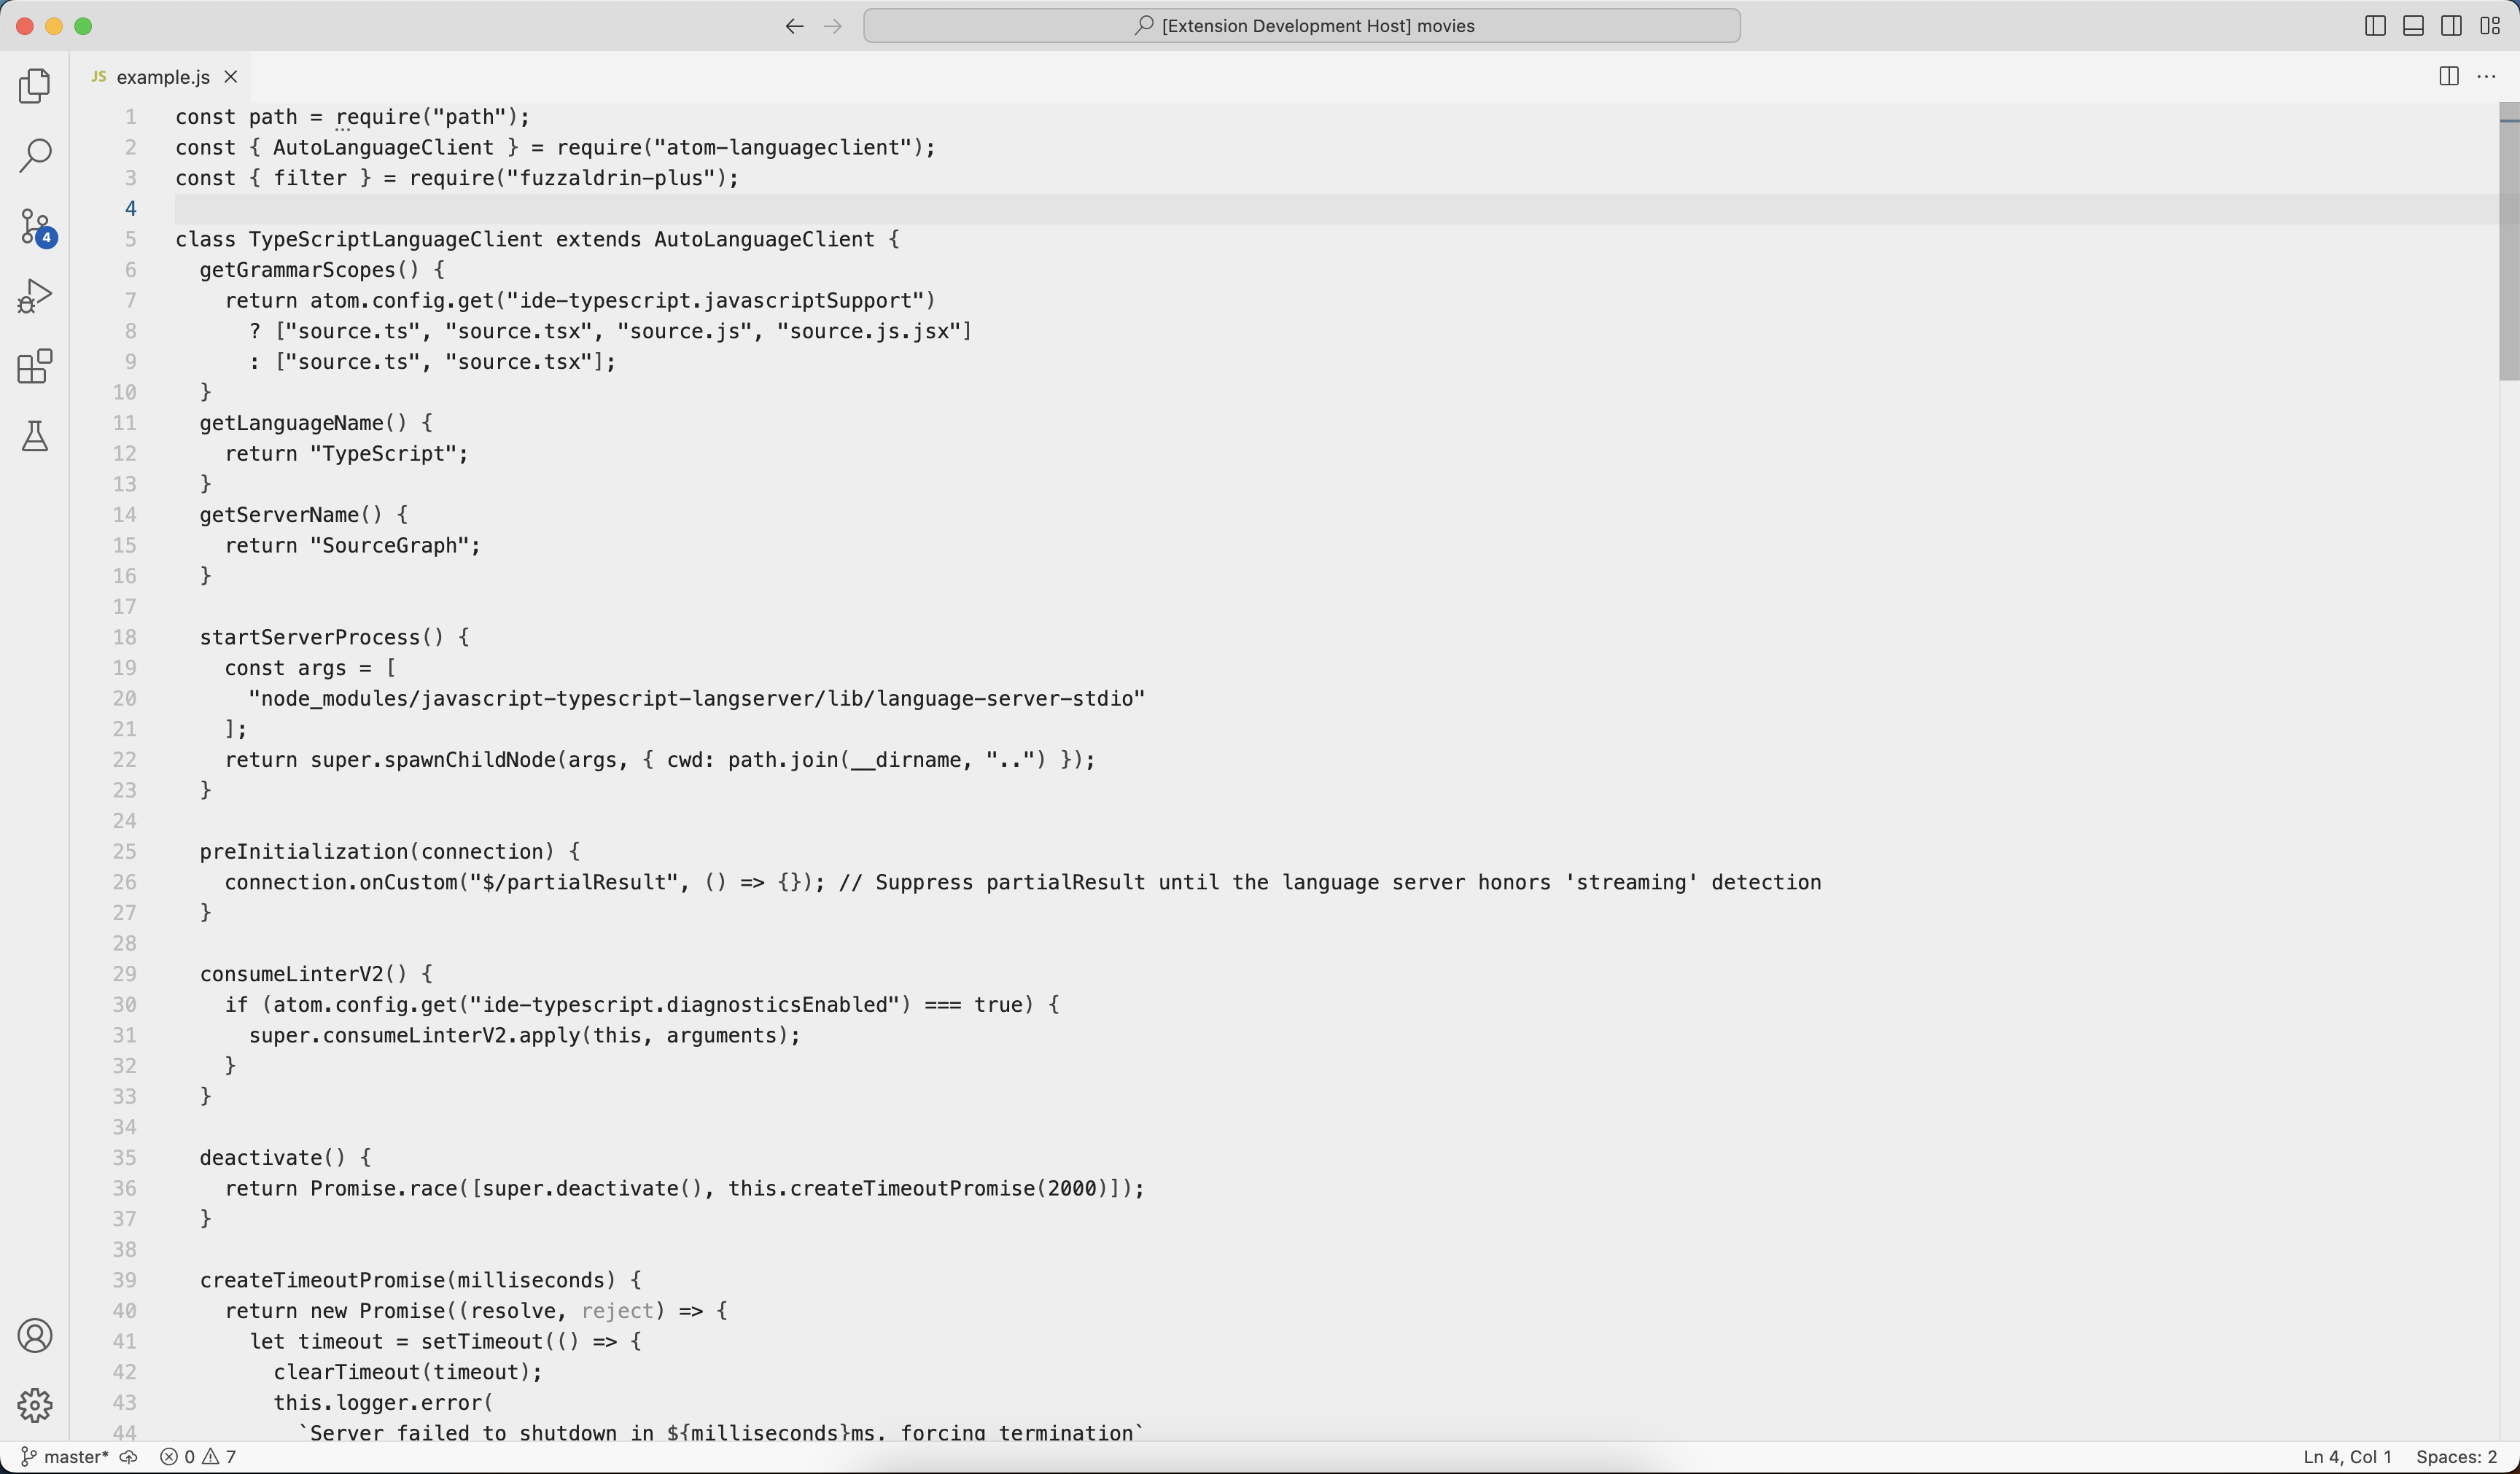 [Extension Development Host] movies
JS example.js
1 const path = require("path");
2 const { AutoLanguageClient } = require("atom-languageclient");
3 const { filter } = require("fuzzaldrin-plus");
4
5 class TypeScriptLanguageClient extends AutoLanguageClient {
6   getGrammarScopes() {
7     return atom.config.get("ide-typescript.javascriptSupport")
8       ? ["source.ts", "source.tsx", "source.js", "source.js.jsx"]
9       : ["source.ts", "source.tsx"];
10   }
11   getLanguageName() {
12     return "TypeScript";
13   }
14   getServerName() {
15     return "SourceGraph";
16   }
17
18   startServerProcess() {
19     const args = [
20       "node_modules/javascript-typescript-langserver/lib/language-server-stdio"
21     ];
22     return super.spawnChildNode(args, { cwd: path.join(__dirname, "..") });
23   }
24
25   preInitialization(connection) {
26     connection.onCustom("$/partialResult", () => {}); // Suppress partialResult until the language server honors 'streaming' detection
27   }
28
29   consumeLinterV2() {
30     if (atom.config.get("ide-typescript.diagnosticsEnabled") === true) {
31       super.consumeLinterV2.apply(this, arguments);
32     }
33   }
34
35   deactivate() {
36     return Promise.race([super.deactivate(), this.createTimeoutPromise(2000)]);
37   }
38
39   createTimeoutPromise(milliseconds) {
40     return new Promise((resolve, reject) => {
41       let timeout = setTimeout(() => {
42         clearTimeout(timeout);
43         this.logger.error(
44           `Server failed to shutdown in ${milliseconds}ms, forcing termination`
4
master* 0 7 Ln 4, Col 1 Spaces: 2